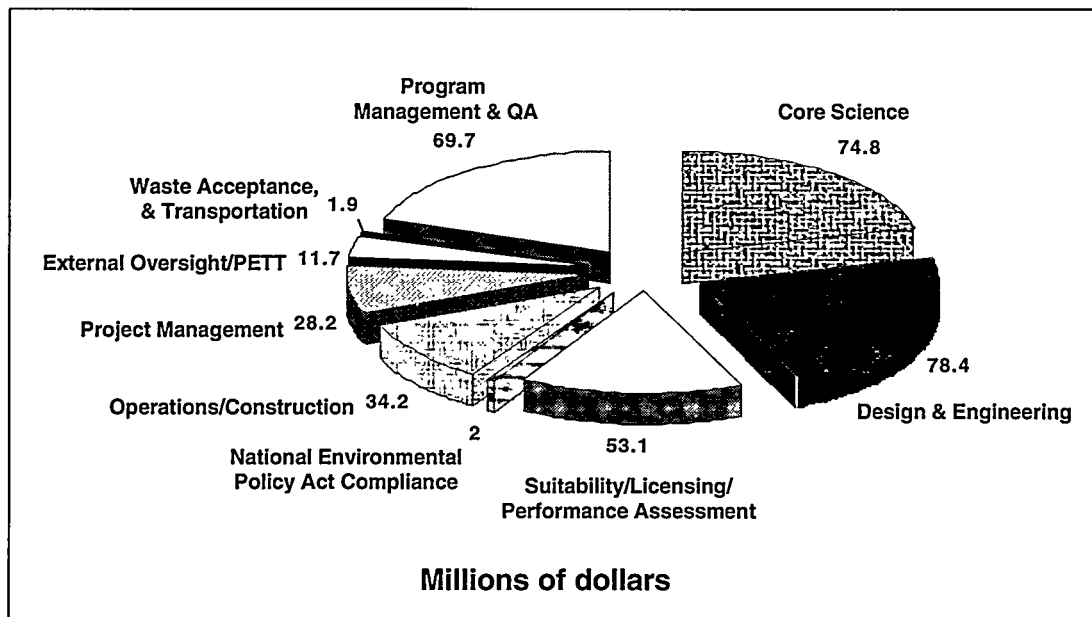 Program
Management & QA
69.7
Core Science
74.8
Waste Acceptance,
& Transportation 1.9
External Oversight/PETT 11.7
Project Management 28.2
78.4
Design & Engineering
Operations/Construction 34.2
2
National Environmental
Policy Act Compliance
53.1
Suitability/Licensing/
Performance Assessment
Millions of dollars